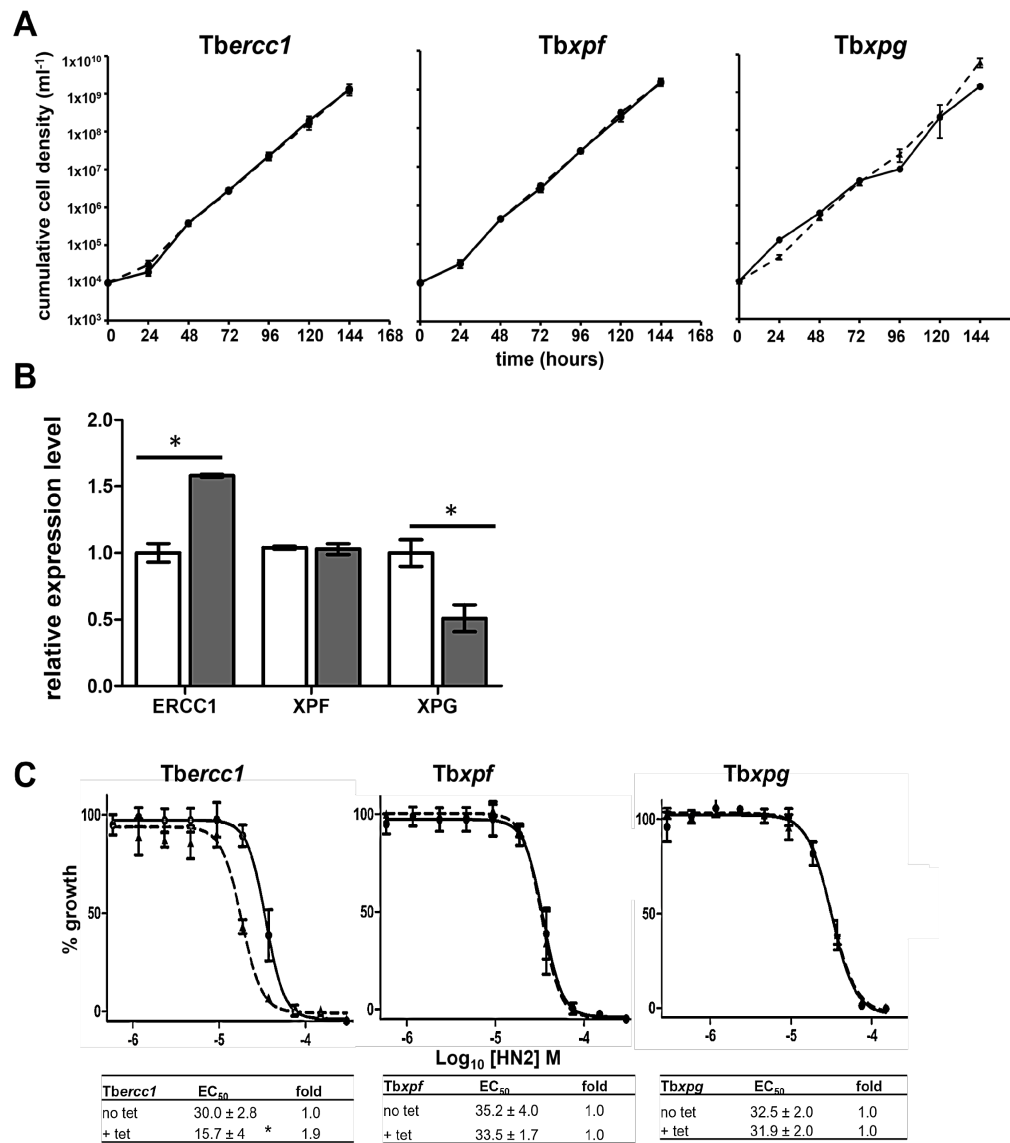 A
Tbercc1
Tbxpf
Tbxpg
cumulative cell density (ml-1)
1x10^10
1x10^9
1x10^8
1x10^7
1x10^6
1x10^5
1x10^4
1x10^3
0 24 48 72 96 120 144 168
0 24 48 72 96 120 144 168
0 24 48 72 96 120 144
time (hours)
B
relative expression level
2.0
1.5
1.0
0.5
0.0
*
*
ERCC1 XPF XPG
C
Tbercc1
Tbxpf
Tbxpg
% growth
100
50
0
-6 -5 -4
100
50
0
-6 -5 -4
100
50
0
-6 -5 -4
Log10 [HN2] M
Tbercc1 EC50 fold
no tet 30.0 ± 2.8 1.0
+ tet 15.7 ± 4 * 1.9
Tbxpf EC50 fold
no tet 35.2 ± 4.0 1.0
+ tet 33.5 ± 1.7 1.0
Tbxpg EC50 fold
no tet 32.5 ± 2.0 1.0
+ tet 31.9 ± 2.0 1.0